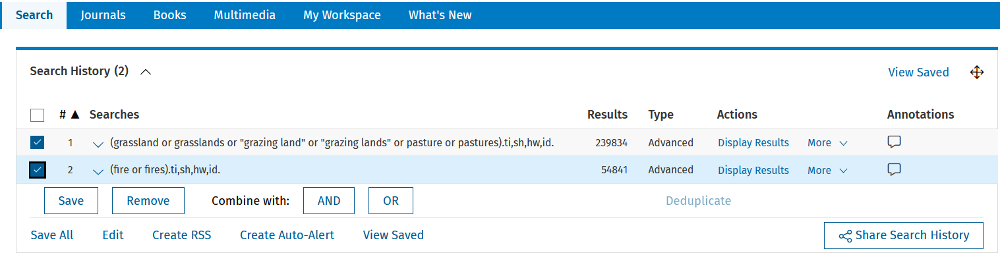 Search Journals Books Multimedia My Workspace What's New
Search History (2) View Saved
# ▲ Searches Results Type Actions Annotations
1 (grassland or grasslands or "grazing land" or "grazing lands" or pasture or pastures).ti,sh,hw,id. 239834 Advanced Display Results More
2 (fire or fires).ti,sh,hw,id. 54841 Advanced Display Results More
Save Remove Combine with: AND OR Deduplicate
Save All Edit Create RSS Create Auto-Alert View Saved Share Search History